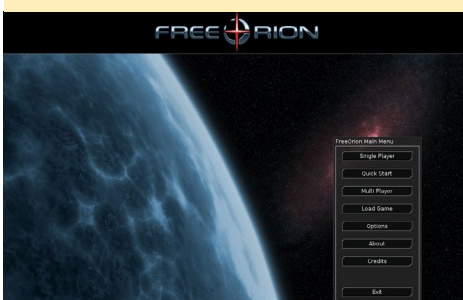 FREEORION
FreeOrion Main Menu
Single Player
Quick Start
Multi Player
Load Game
Options
About
Credits
Exit